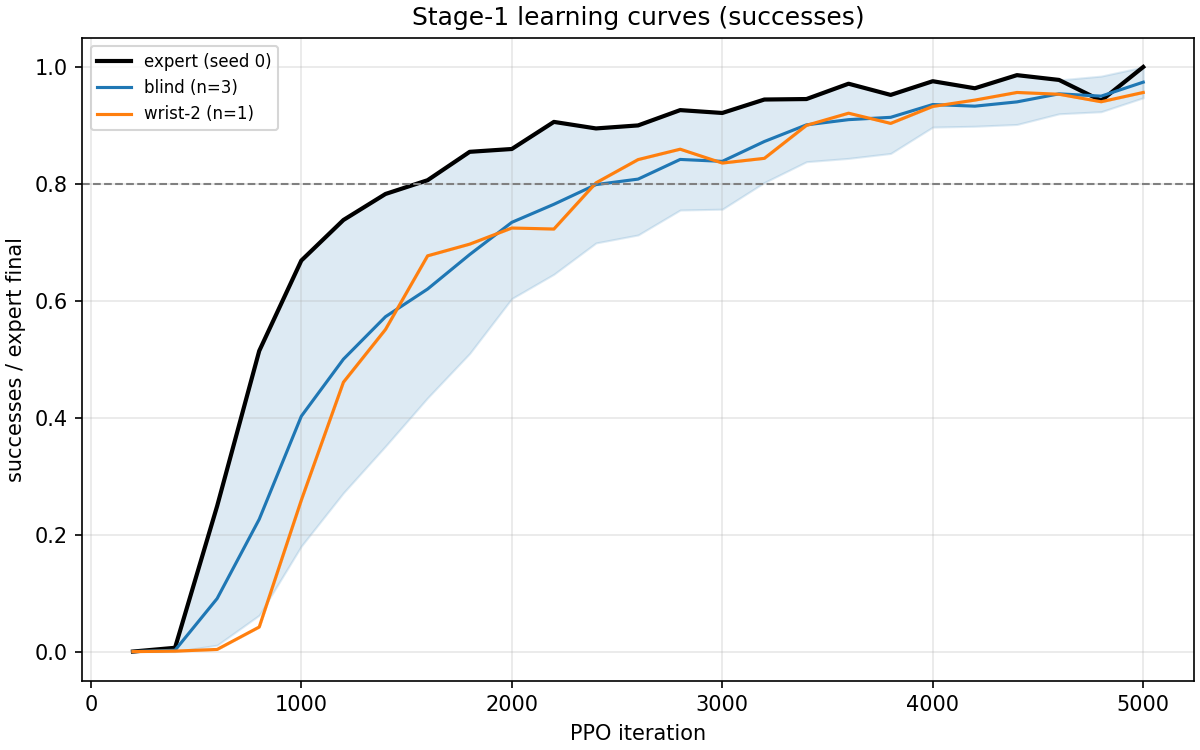 Stage-1 learning curves (successes)
expert (seed 0)
blind (n=3)
wrist-2 (n=1)
successes / expert final
1.0
0.8
0.6
0.4
0.2
0.0
0 1000 2000 3000 4000 5000
PPO iteration